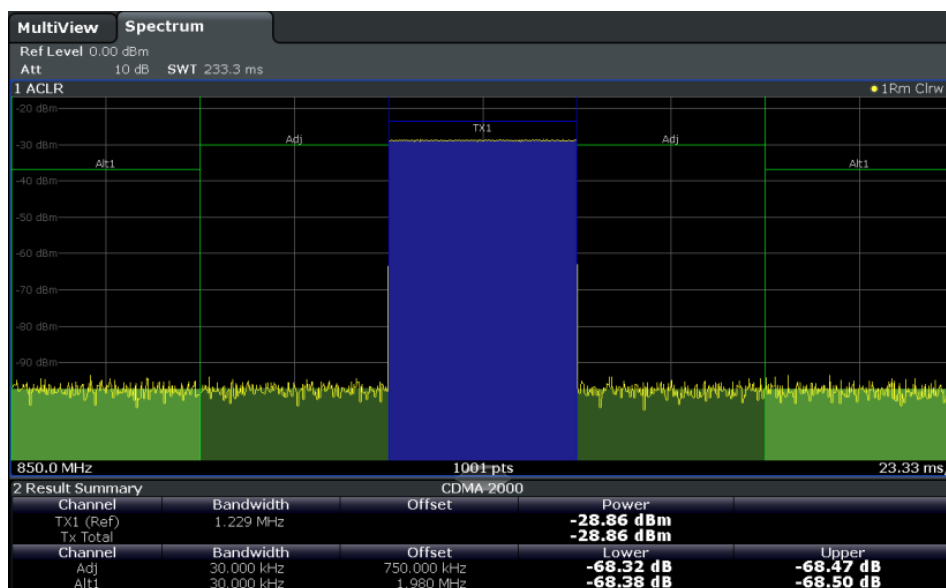 MultiView Spectrum
Ref Level 0.00 dBm
Att 10 dB SWT 233.3 ms
1 ACLR 1Rm Clrw
-20 dBm
TX1
Adj Adj
-30 dBm
Alt1 Alt1
-40 dBm
-50 dBm
-60 dBm
-70 dBm
-80 dBm
-90 dBm
850.0 MHz 1001 pts 23.33 ms/
2 Result Summary CDMA 2000
Channel Bandwidth Offset Power
TX1 (Ref) 1.229 MHz -28.86 dBm
Tx Total -28.86 dBm
Channel Bandwidth Offset Lower Upper
Adj 30.000 kHz 750.000 kHz -68.32 dB -68.47 dB
Alt1 30.000 kHz 1.980 MHz -68.38 dB -68.50 dB